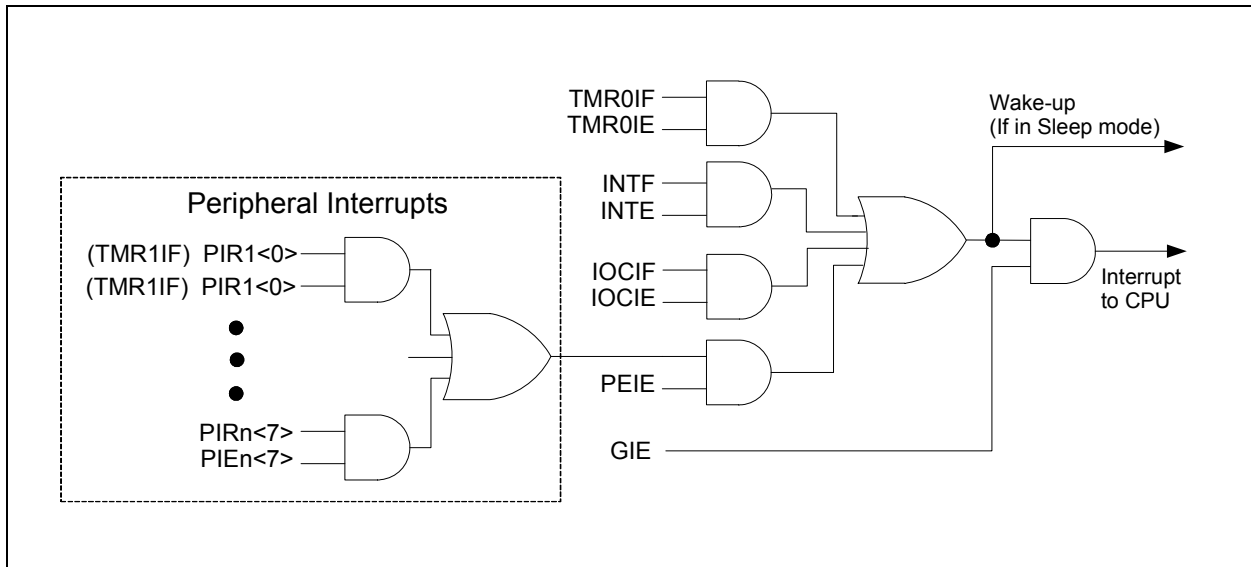 TMR0IF
TMR0IE
Wake-up
(If in Sleep mode)
INTF
INTE
Peripheral Interrupts
(TMR1IF) PIR1<0>
(TMR1IF) PIR1<0>
IOCIF
IOCIE
Interrupt
to CPU
PEIE
PIRn<7>
PIEn<7>
GIE